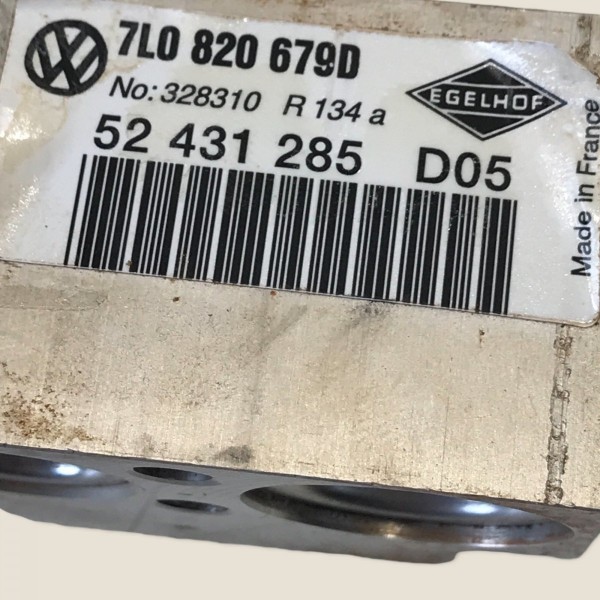 7L0 820 679D
No: 328310 R 134 a
EGELHOF
52 431 285 D05
Made in France